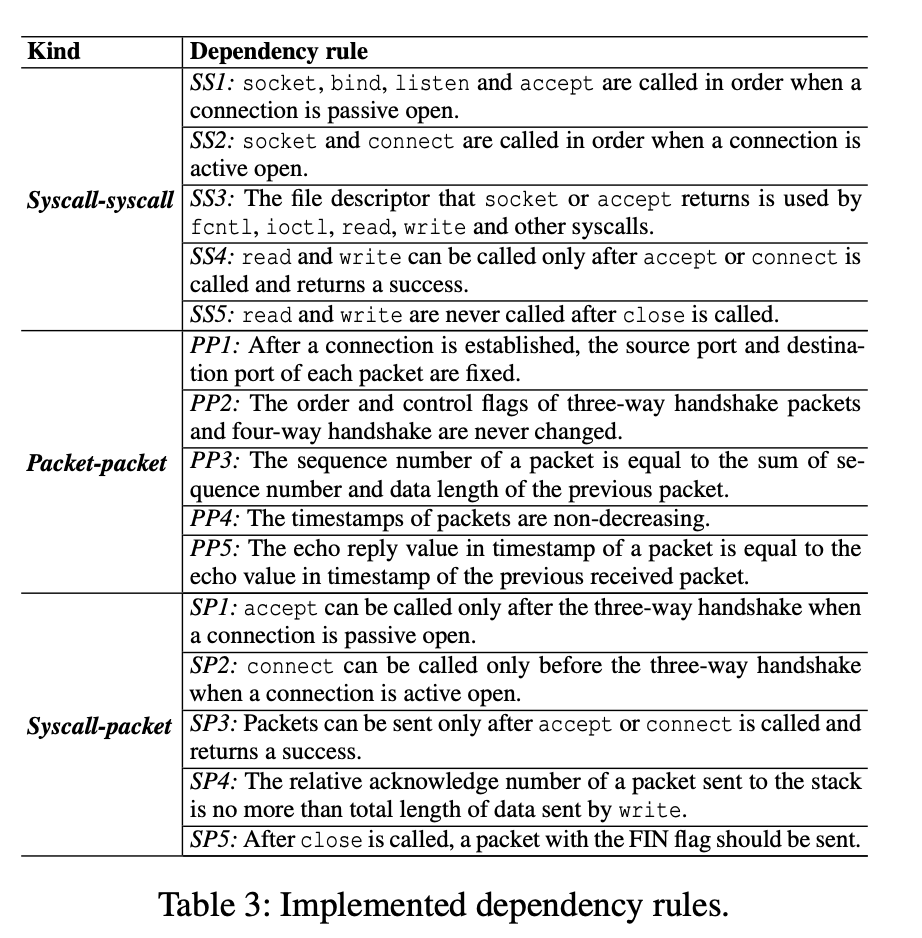 Kind Dependency rule
SS1: socket, bind, listen and accept are called in order when a
connection is passive open.
SS2: socket and connect are called in order when a connection is
active open.
Syscall-syscall SS3: The file descriptor that socket or accept returns is used by
fcntl, ioctl, read, write and other syscalls.
SS4: read and write can be called only after accept or connect is
called and returns a success.
SS5: read and write are never called after close is called.
PP1: After a connection is established, the source port and destina-
tion port of each packet are fixed.
PP2: The order and control flags of three-way handshake packets
and four-way handshake are never changed.
Packet-packet PP3: The sequence number of a packet is equal to the sum of se-
quence number and data length of the previous packet.
PP4: The timestamps of packets are non-decreasing.
PP5: The echo reply value in timestamp of a packet is equal to the
echo value in timestamp of the previous received packet.
SP1: accept can be called only after the three-way handshake when
a connection is passive open.
SP2: connect can be called only before the three-way handshake
when a connection is active open.
Syscall-packet SP3: Packets can be sent only after accept or connect is called and
returns a success.
SP4: The relative acknowledge number of a packet sent to the stack
is no more than total length of data sent by write.
SP5: After close is called, a packet with the FIN flag should be sent.
Table 3: Implemented dependency rules.